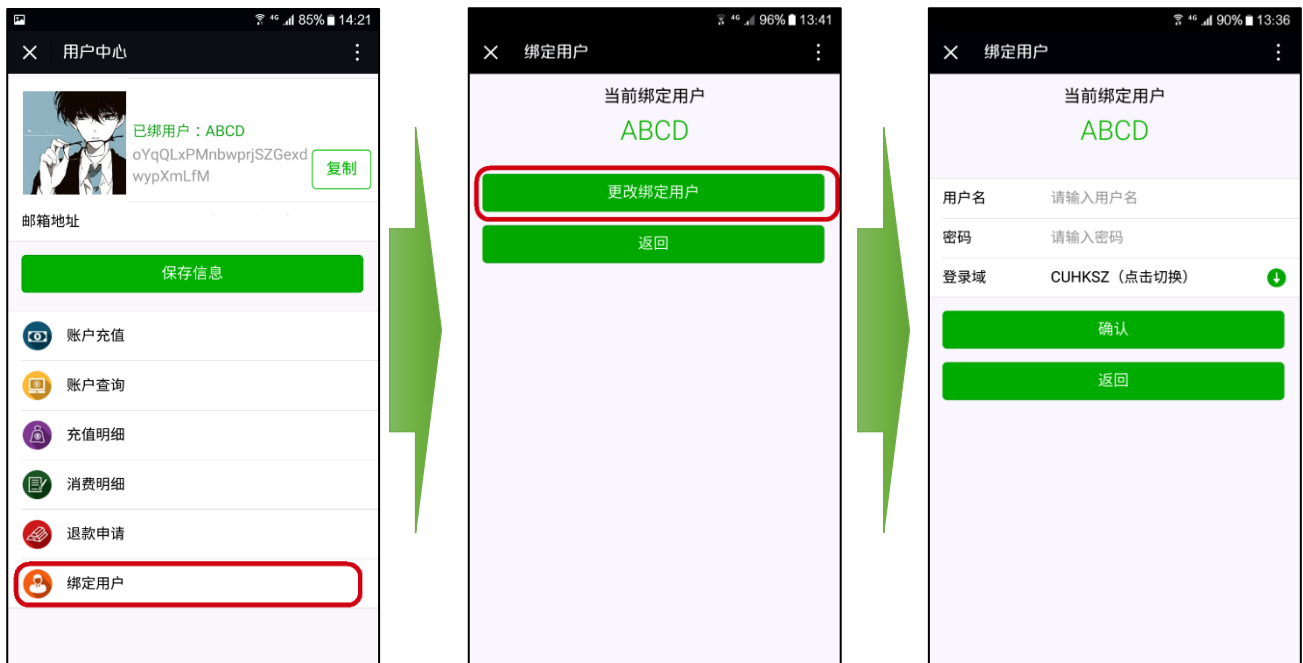 4G 85% 14:21
用户中心
已绑用户：ABCD
oYqQLxPMnbwprjSZGexd
wypXmLfM
复制
邮箱地址
保存信息
账户充值
账户查询
充值明细
消费明细
退款申请
绑定用户
4G 96% 13:41
绑定用户
当前绑定用户
ABCD
更改绑定用户
返回
4G 90% 13:36
绑定用户
当前绑定用户
ABCD
用户名 请输入用户名
密码 请输入密码
登录域 CUHKSZ（点击切换）
确认
返回